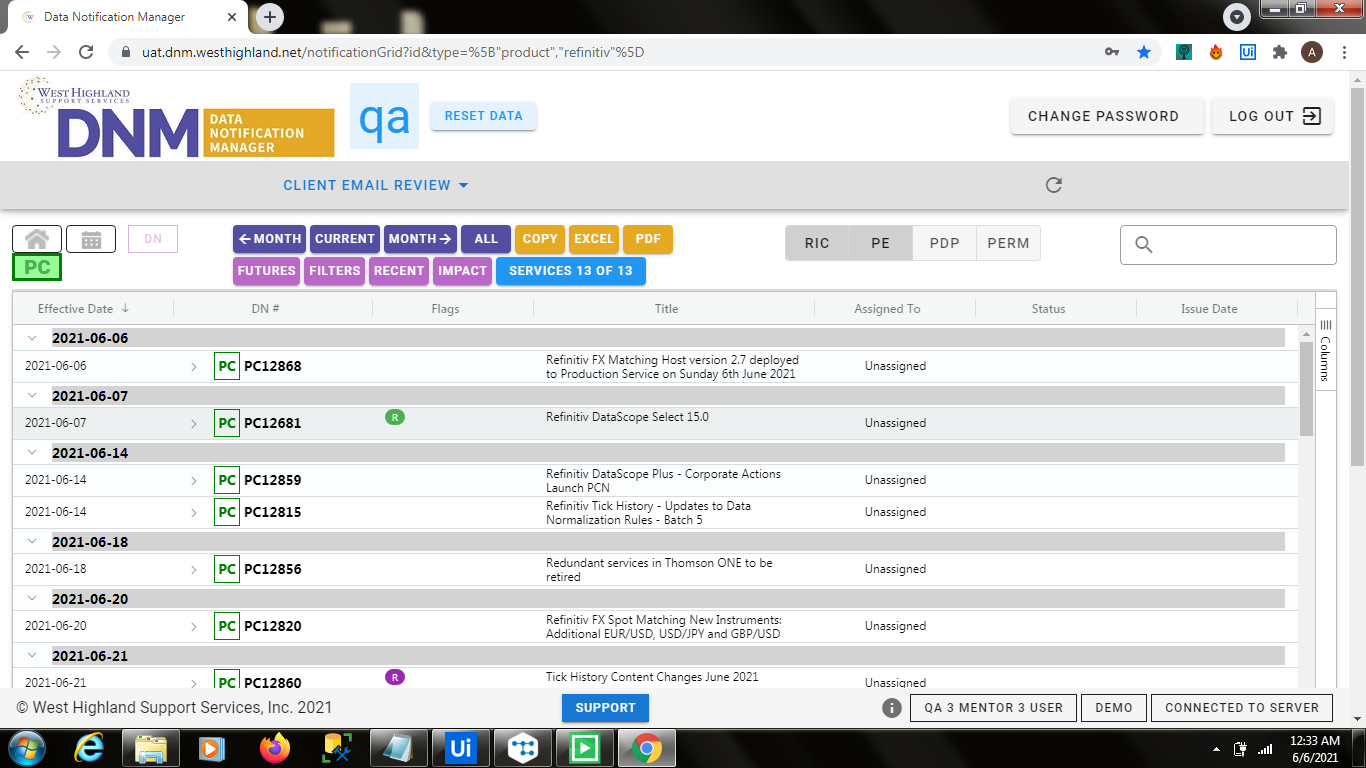 Data Notification Manager
uat.dnm.westhighland.net/notificationGrid?id&type=%5B"product","refinitiv"%5D
A
WEST HIGHLAND
SUPPORT SERVICES
DNM DATA NOTIFICATION MANAGER
qa
RESET DATA
CHANGE PASSWORD
LOG OUT
CLIENT EMAIL REVIEW
DN
PC
MONTH CURRENT MONTH ALL COPY EXCEL PDF
FUTURES FILTERS RECENT IMPACT SERVICES 13 OF 13
RIC PE PDP PERM
Effective Date DN # Flags Title Assigned To Status Issue Date
Columns
2021-06-06
2021-06-06 PC PC12868 Refinitiv FX Matching Host version 2.7 deployed Unassigned
to Production Service on Sunday 6th June 2021
2021-06-07
2021-06-07 PC PC12681 R Refinitiv DataScope Select 15.0 Unassigned
2021-06-14
2021-06-14 PC PC12859 Refinitiv DataScope Plus - Corporate Actions Unassigned
Launch PCN
2021-06-14 PC PC12815 Refinitiv Tick History - Updates to Data Unassigned
Normalization Rules - Batch 5
2021-06-18
2021-06-18 PC PC12856 Redundant services in Thomson ONE to be Unassigned
retired
2021-06-20
2021-06-20 PC PC12820 Refinitiv FX Spot Matching New Instruments: Unassigned
Additional EUR/USD, USD/JPY and GBP/USD
2021-06-21
2021-06-21 PC PC12860 R Tick History Content Changes June 2021 Unassigned
© West Highland Support Services, Inc. 2021
SUPPORT
QA 3 MENTOR 3 USER
DEMO
CONNECTED TO SERVER
Ui
Ui
12:33 AM
6/6/2021